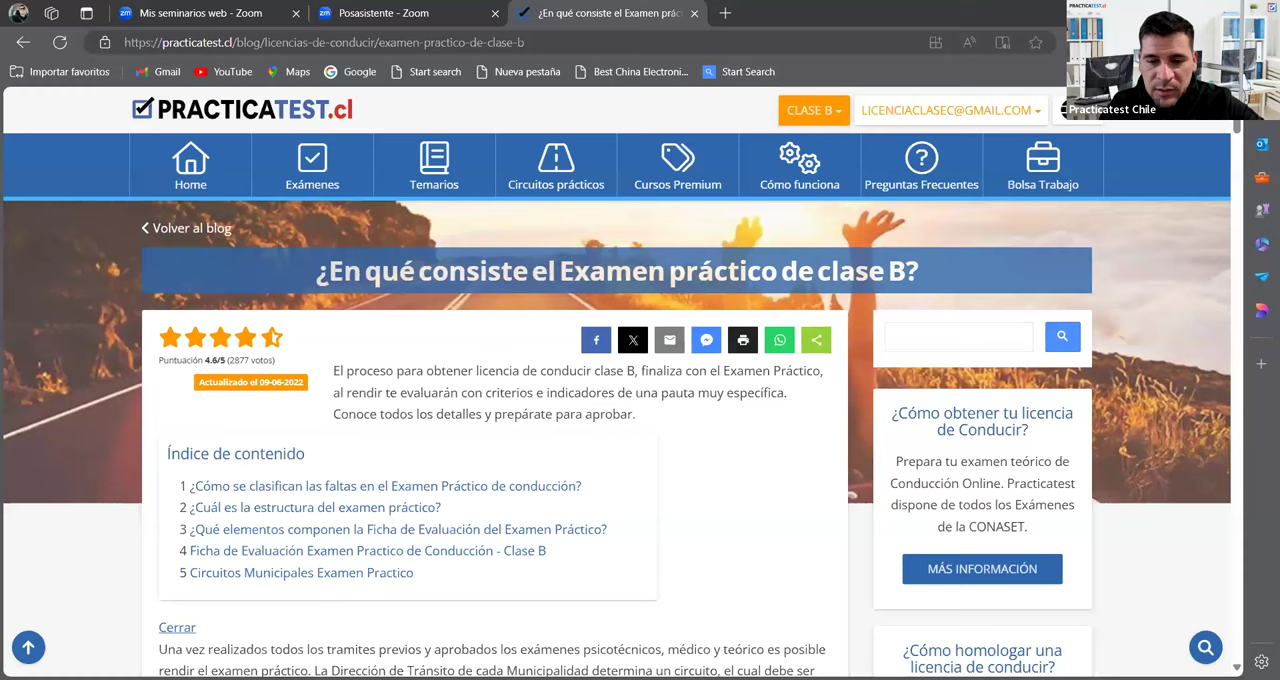 Mis seminarios web - Zoom
Posasistente - Zoom
¿En qué consiste el Examen prác
https://practicatest.cl/blog/licencias-de-conducir/examen-practico-de-clase-b
Importar favoritos
Gmail
YouTube
Maps
Google
Start search
Nueva pestaña
Best China Electroni...
Start Search
PRACTICATEST.cl
Practicatest Chile
PRACTICATEST.cl
CLASE B
LICENCIACLASEC@GMAIL.COM
Home
Exámenes
Temarios
Circuitos prácticos
Cursos Premium
Cómo funciona
Preguntas Frecuentes
Bolsa Trabajo
Volver al blog
¿En qué consiste el Examen práctico de clase B?
Puntuación 4.6/5 (2877 votos)
Actualizado el 09-06-2022
El proceso para obtener licencia de conducir clase B, finaliza con el Examen Práctico,
al rendir te evaluarán con criterios e indicadores de una pauta muy específica.
Conoce todos los detalles y prepárate para aprobar.
Índice de contenido
1 ¿Cómo se clasifican las faltas en el Examen Práctico de conducción?
2 ¿Cuál es la estructura del examen práctico?
3 ¿Qué elementos componen la Ficha de Evaluación del Examen Práctico?
4 Ficha de Evaluación Examen Practico de Conducción - Clase B
5 Circuitos Municipales Examen Practico
Cerrar
Una vez realizados todos los tramites previos y aprobados los exámenes psicotécnicos, médico y teórico es posible
rendir el examen práctico. La Dirección de Tránsito de cada Municipalidad determina un circuito, el cual debe ser
¿Cómo obtener tu licencia
de Conducir?
Prepara tu examen teórico de
Conducción Online. Practicatest
dispone de todos los Exámenes
de la CONASET.
MÁS INFORMACIÓN
¿Cómo homologar una
licencia de conducir?